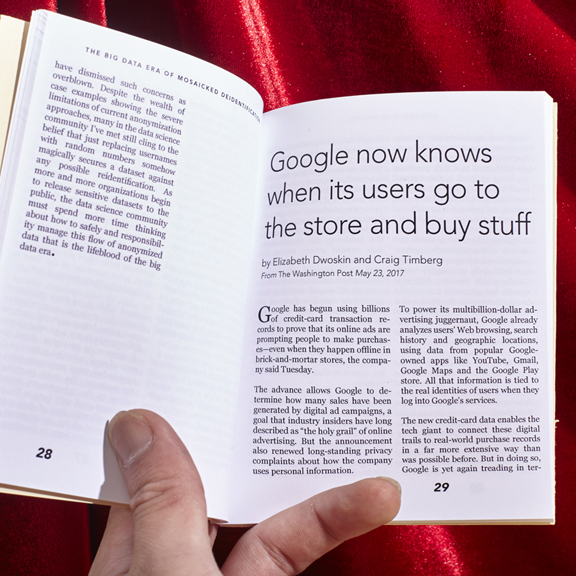 THE BIG DATA ERA OF MOSAICKED DEIDENTIFICATION
have dismissed such concerns as
overblown. Despite the wealth of
case examples showing the severe
limitations of current anonymization
approaches, many in the data science
community I've met still cling to the
belief that just replacing usernames
with random numbers somehow
magically secures a dataset against
any possible reidentification. As
more and more organizations begin
to release sensitive datasets to the
public, the data science community
must spend more time thinking
about how to safely and responsibil-
ity manage this flow of anonymized
data that is the lifeblood of the big
data era.
28
Google now knows
when its users go to
the store and buy stuff
by Elizabeth Dwoskin and Craig Timberg
From The Washington Post May 23, 2017
Google has begun using billions
of credit-card transaction re-
cords to prove that its online ads are
prompting people to make purchas-
es—even when they happen offline in
brick-and-mortar stores, the compa-
ny said Tuesday.
The advance allows Google to de-
termine how many sales have been
generated by digital ad campaigns, a
goal that industry insiders have long
described as "the holy grail" of online
advertising. But the announcement
also renewed long-standing privacy
complaints about how the company
uses personal information.
To power its multibillion-dollar ad-
vertising juggernaut, Google already
analyzes users' Web browsing, search
history and geographic locations,
using data from popular Google-
owned apps like YouTube, Gmail,
Google Maps and the Google Play
store. All that information is tied to
the real identities of users when they
log into Google's services.
The new credit-card data enables the
tech giant to connect these digital
trails to real-world purchase records
in a far more extensive way than
was possible before. But in doing so,
Google is yet again treading in ter-
29